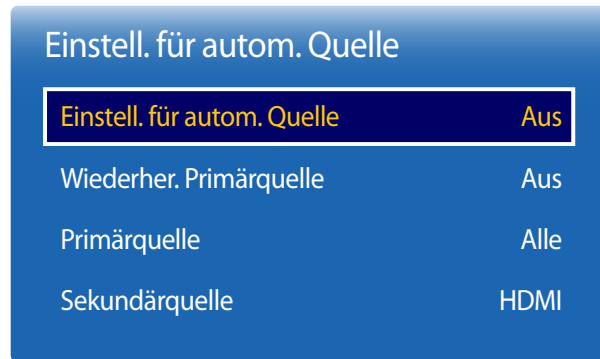 Einstell. für autom. Quelle
Einstell. für autom. Quelle Aus
Wiederher. Primärquelle Aus
Primärquelle Alle
Sekundärquelle HDMI